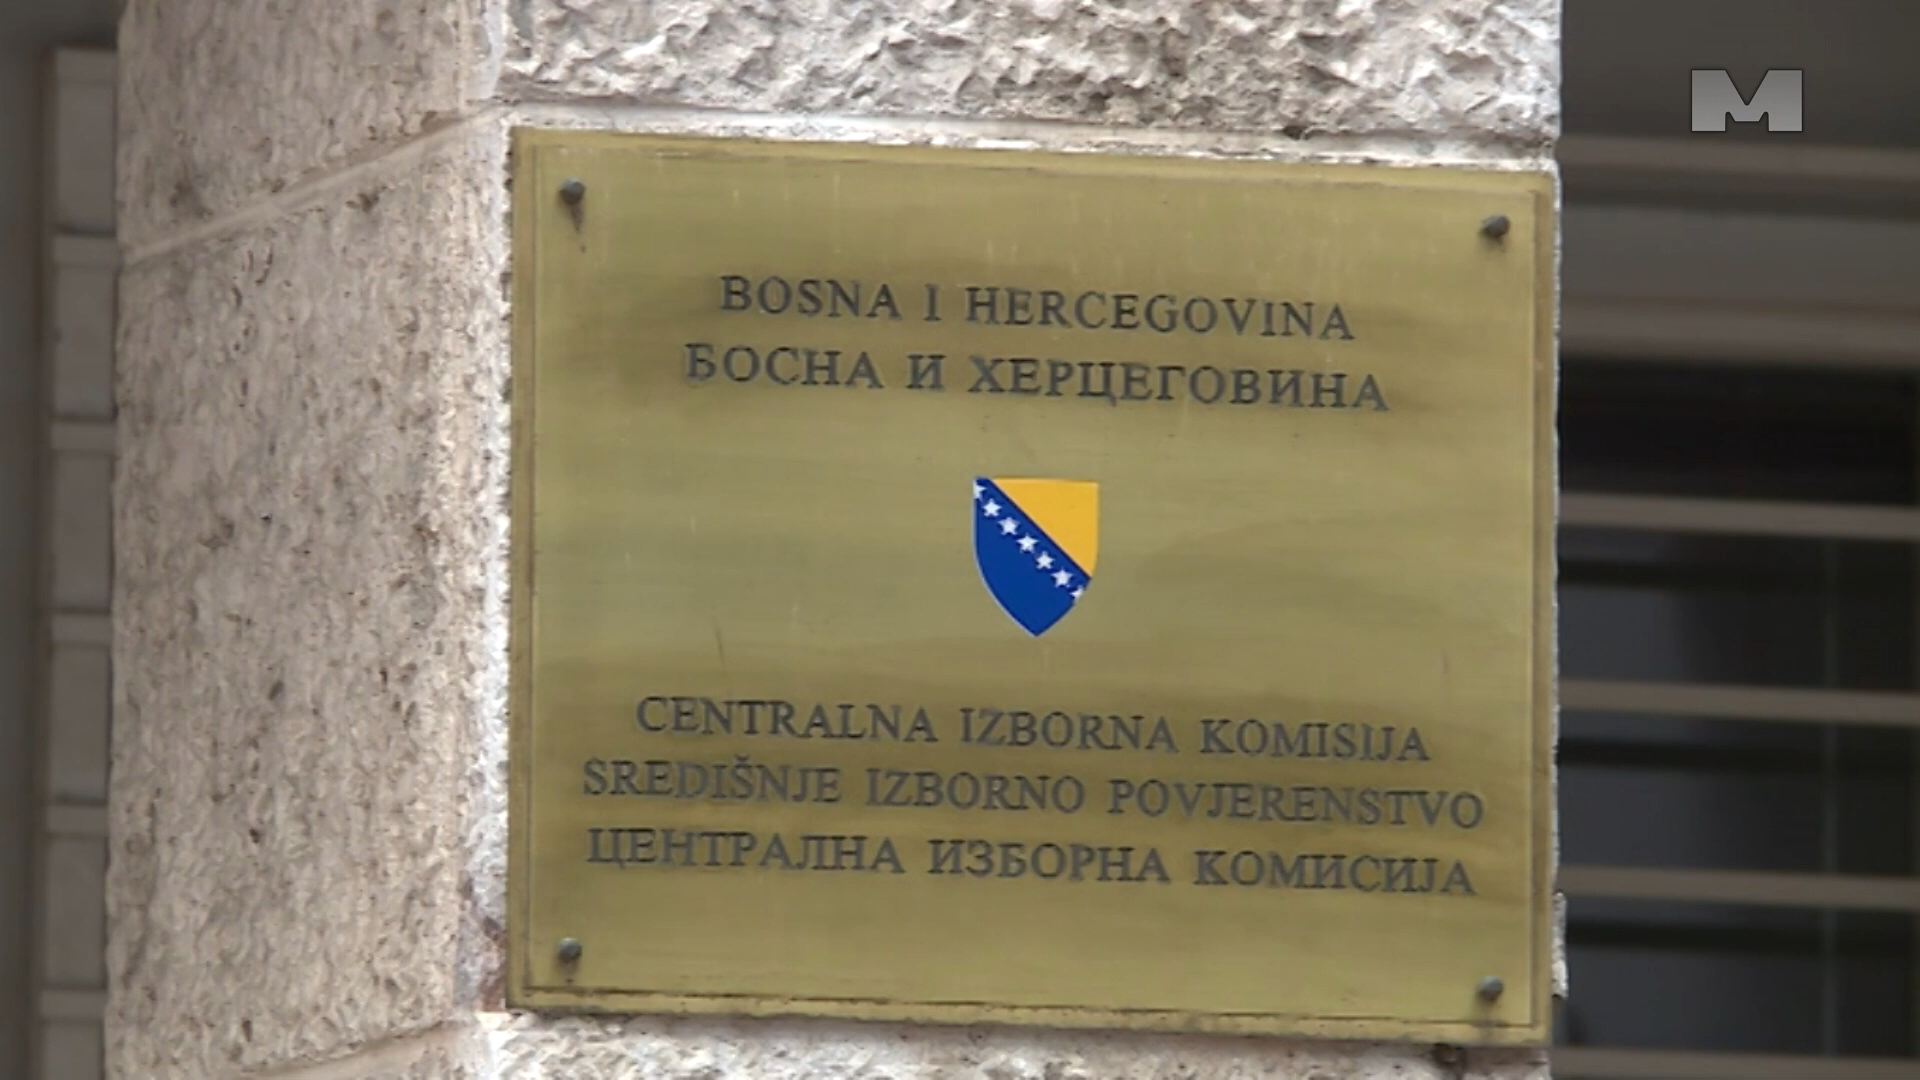 M
BOSNA I HERCEGOVINA
БОСНА И ХЕРЦЕГОВИНА
CENTRALNA IZBORNA KOMISIJA
SREDIŠNJE IZBORNO POVJERENSTVO
ЦЕНТРАЛНА ИЗБОРНА КОМИСИЈА